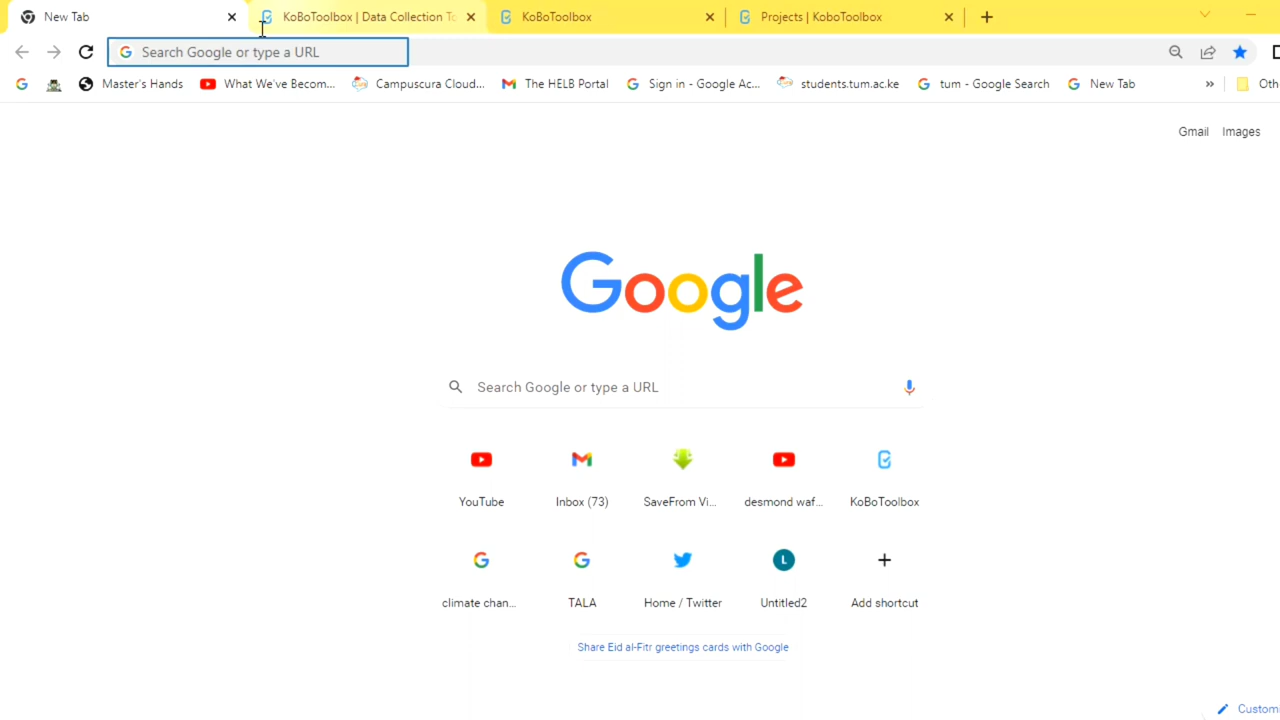 New Tab
KoBoToolbox | Data Collection To
KoBoToolbox
Projects | KoboToolbox
Search Google or type a URL
Master's Hands
What We've Becom...
Campuscura Cloud...
The HELB Portal
Sign in - Google Ac...
students.tum.ac.ke
tum - Google Search
New Tab
»
Oth
Gmail
Images
Google
Search Google or type a URL
YouTube
Inbox (73)
SaveFrom Vi...
desmond waf...
KoBoToolbox
climate chan...
TALA
Home / Twitter
L
Untitled2
Add shortcut
Share Eid al-Fitr greetings cards with Google
Custom